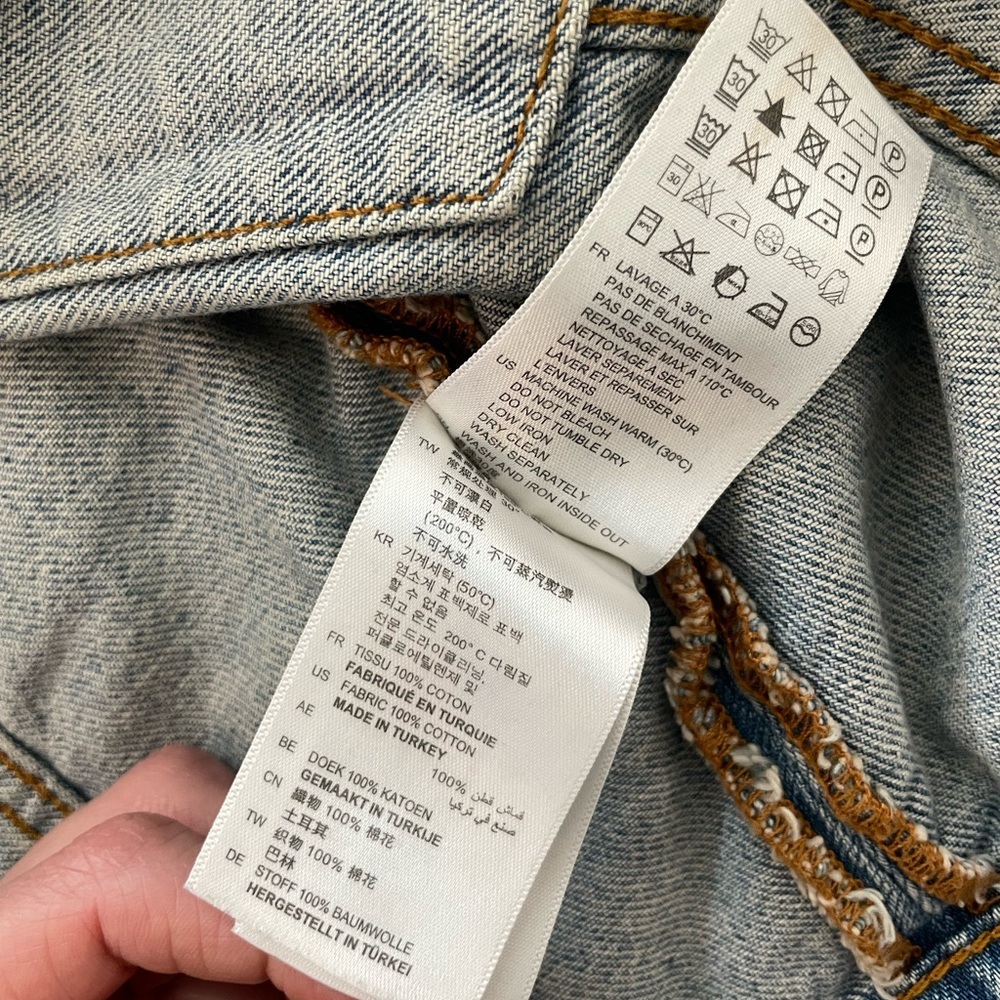 30
30
30
30
P
P
P
FR LAVAGE A 30°C
PAS DE BLANCHIMENT
PAS DE SECHAGE EN TAMBOUR
REPASSAGE MAX A 110°C
NETTOYAGE A SEC
LAVER SEPAREMENT
LAVER ET REPASSER SUR
L'ENVERS
US MACHINE WASH WARM (30°C)
DO NOT BLEACH
DO NOT TUMBLE DRY
LOW IRON
DRY CLEAN
WASH SEPARATELY
WASH AND IRON INSIDE OUT
TW
不可漂白
平置晾乾
(200°C)，不可蒸汽熨燙
不可水洗
KR 기계세탁 (50°C)
염소계 표백제로 표백
할 수 없음
최고 온도 200° C 다림질
전문 드라이클리닝,
퍼클로에틸렌제 및
FR TISSU 100% COTON
FABRIQUÉ EN TURQUIE
US FABRIC 100% COTTON
MADE IN TURKEY
AE
100% قماش قطن
صنع في تركيا
BE DOEK 100% KATOEN
GEMAAKT IN TURKIJE
CN 織物 100% 棉花
土耳其
TW 织物 100% 棉花
巴林
DE STOFF 100% BAUMWOLLE
HERGESTELLT IN TÜRKEI